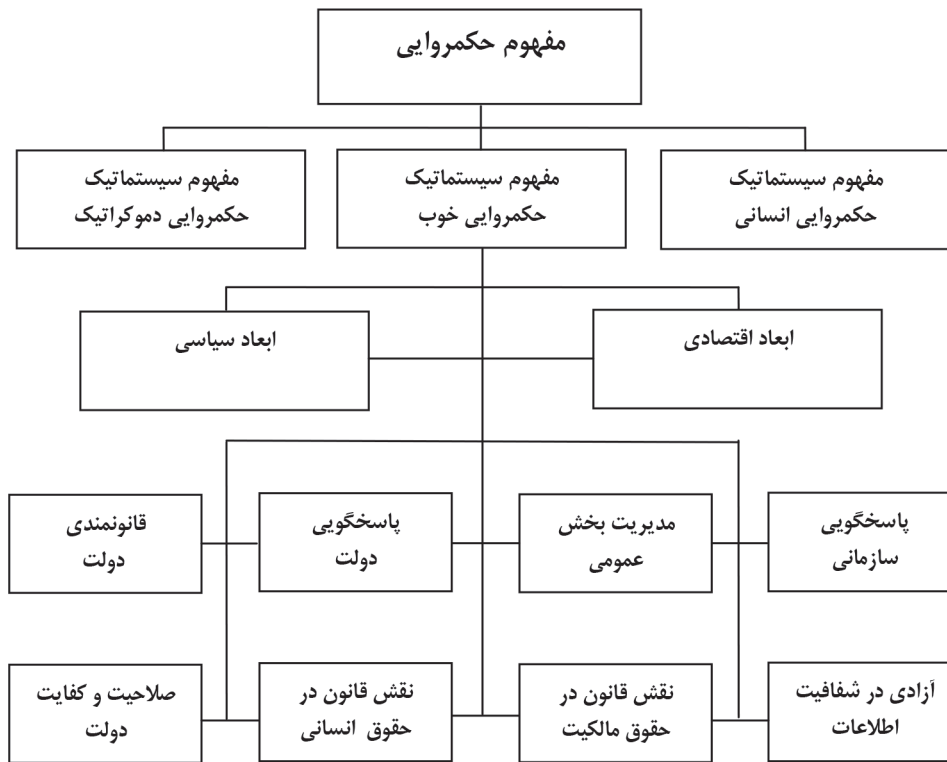 مفهوم حکمروایی
مفهوم سیستماتیک
حکمروایی انسانی
مفهوم سیستماتیک
حکمروایی خوب
مفهوم سیستماتیک
حکمروایی دموکراتیک
ابعاد اقتصادی
ابعاد سیاسی
پاسخگویی
سازمانی
مدیریت بخش
عمومی
پاسخگویی
دولت
قانونمندی
دولت
آزادی در شفافیت
اطلاعات
نقش قانون در
حقوق مالکیت
نقش قانون در
حقوق انسانی
صلاحیت و کفایت
دولت